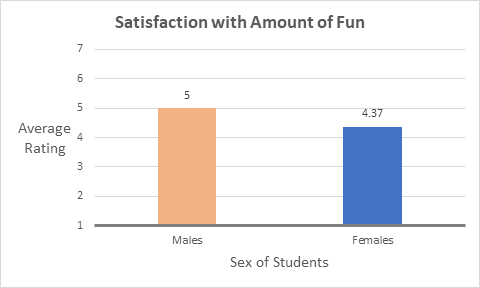 Satisfaction with Amount of Fun
7
6
5
4
3
2
1
Average
Rating
5
4.37
Males
Females
Sex of Students